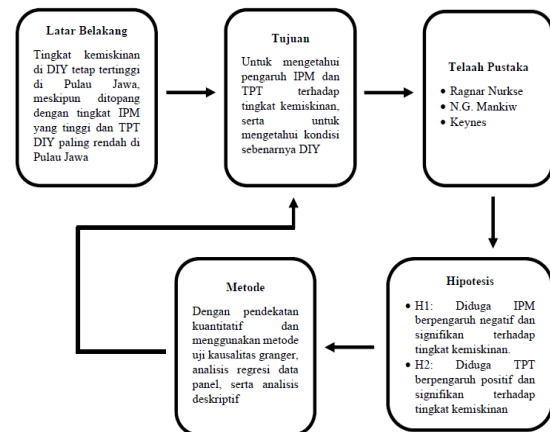 Latar Belakang
Tingkat kemiskinan
di DIY tetap tertinggi
di Pulau Jawa,
meskipun ditopang
dengan tingkat IPM
yang tinggi dan TPT
DIY paling rendah di
Pulau Jawa
Tujuan
Untuk mengetahui
pengaruh IPM dan
TPT terhadap
tingkat kemiskinan,
serta untuk
mengetahui kondisi
sebenarnya DIY
Telaah Pustaka
• Ragnar Nurkse
• N.G. Mankiw
• Keynes
Hipotesis
• H1: Diduga IPM
berpengaruh negatif dan
signifikan terhadap
tingkat kemiskinan.
• H2: Diduga TPT
berpengaruh positif dan
signifikan terhadap
tingkat kemiskinan
Metode
Dengan pendekatan
kuantitatif dan
menggunakan metode
uji kausalitas granger,
analisis regresi data
panel, serta analisis
deskriptif